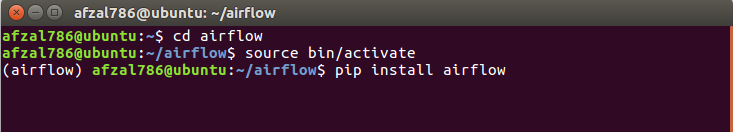 afzal786@ubuntu: ~/airflow
afzal786@ubuntu:~$ cd airflow
afzal786@ubuntu:~/airflow$ source bin/activate
(airflow) afzal786@ubuntu:~/airflow$ pip install airflow